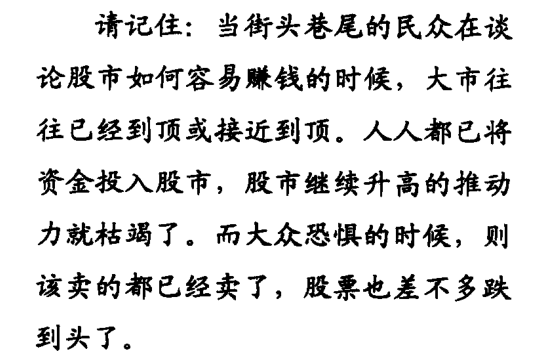 请记住：当街头巷尾的民众在谈
论股市如何容易赚钱的时候，大市往
往已经到顶或接近到顶。人人都已将
资金投入股市，股市继续升高的推动
力就枯竭了。而大众恐惧的时候，则
该卖的都已经卖了，股票也差不多跌
到头了。